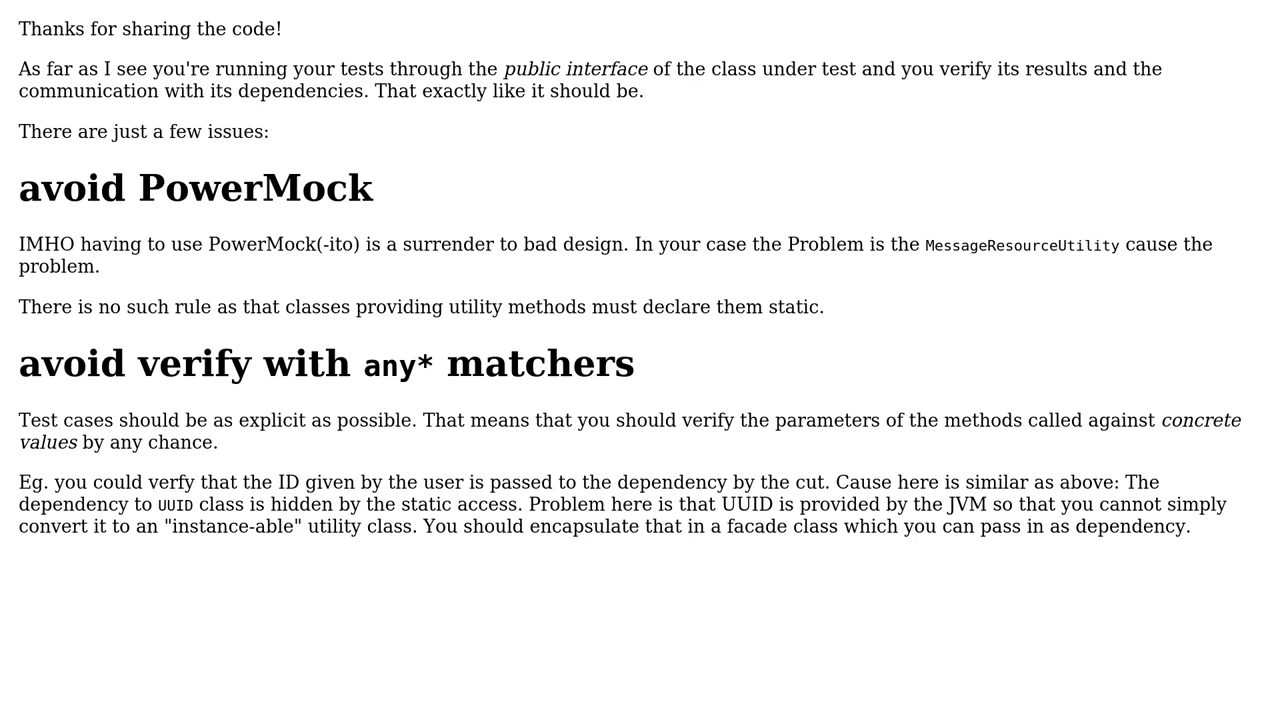 Thanks for sharing the code!
As far as I see you're running your tests through the public interface of the class under test and you verify its results and the
communication with its dependencies. That exactly like it should be.
There are just a few issues:
avoid PowerMock
IMHO having to use PowerMock(-ito) is a surrender to bad design. In your case the Problem is the MessageResourceUtility cause the
problem.
There is no such rule as that classes providing utility methods must declare them static.
avoid verify with any* matchers
Test cases should be as explicit as possible. That means that you should verify the parameters of the methods called against concrete
values by any chance.
Eg. you could verfy that the ID given by the user is passed to the dependency by the cut. Cause here is similar as above: The
dependency to UUID class is hidden by the static access. Problem here is that UUID is provided by the JVM so that you cannot simply
convert it to an "instance-able" utility class. You should encapsulate that in a facade class which you can pass in as dependency.